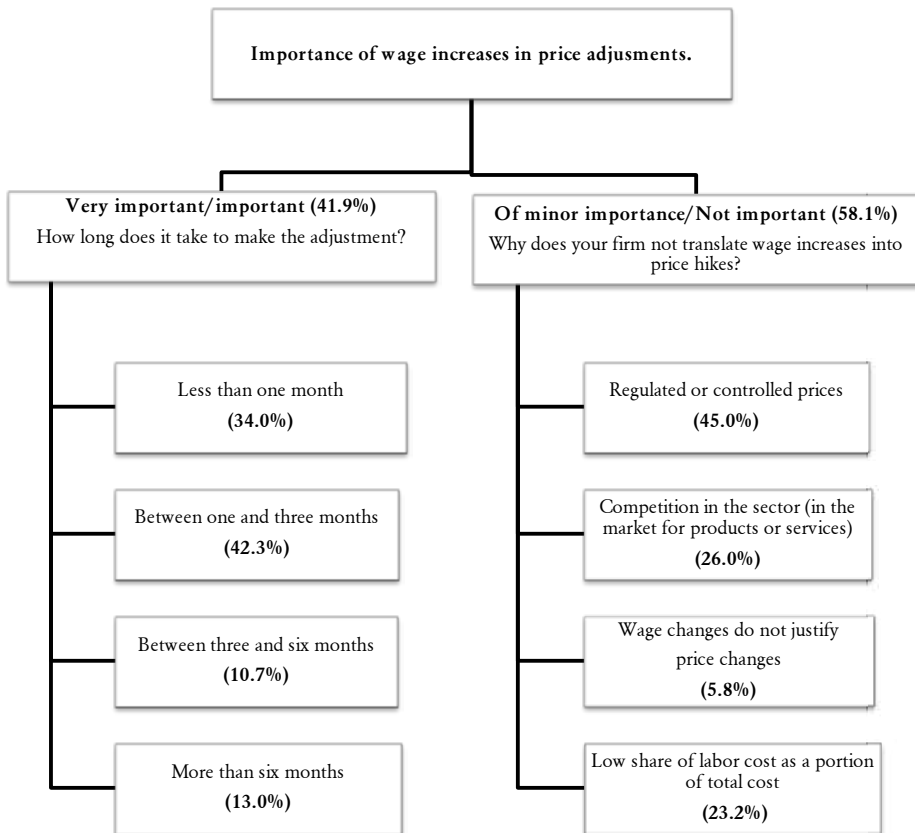 Importance of wage increases in price adjusments.
Very important/important (41.9%)
How long does it take to make the adjustment?
Of minor importance/Not important (58.1%)
Why does your firm not translate wage increases into
price hikes?
Less than one month
(34.0%)
Between one and three months
(42.3%)
Between three and six months
(10.7%)
More than six months
(13.0%)
Regulated or controlled prices
(45.0%)
Competition in the sector (in the
market for products or services)
(26.0%)
Wage changes do not justify
price changes
(5.8%)
Low share of labor cost as a portion
of total cost
(23.2%)